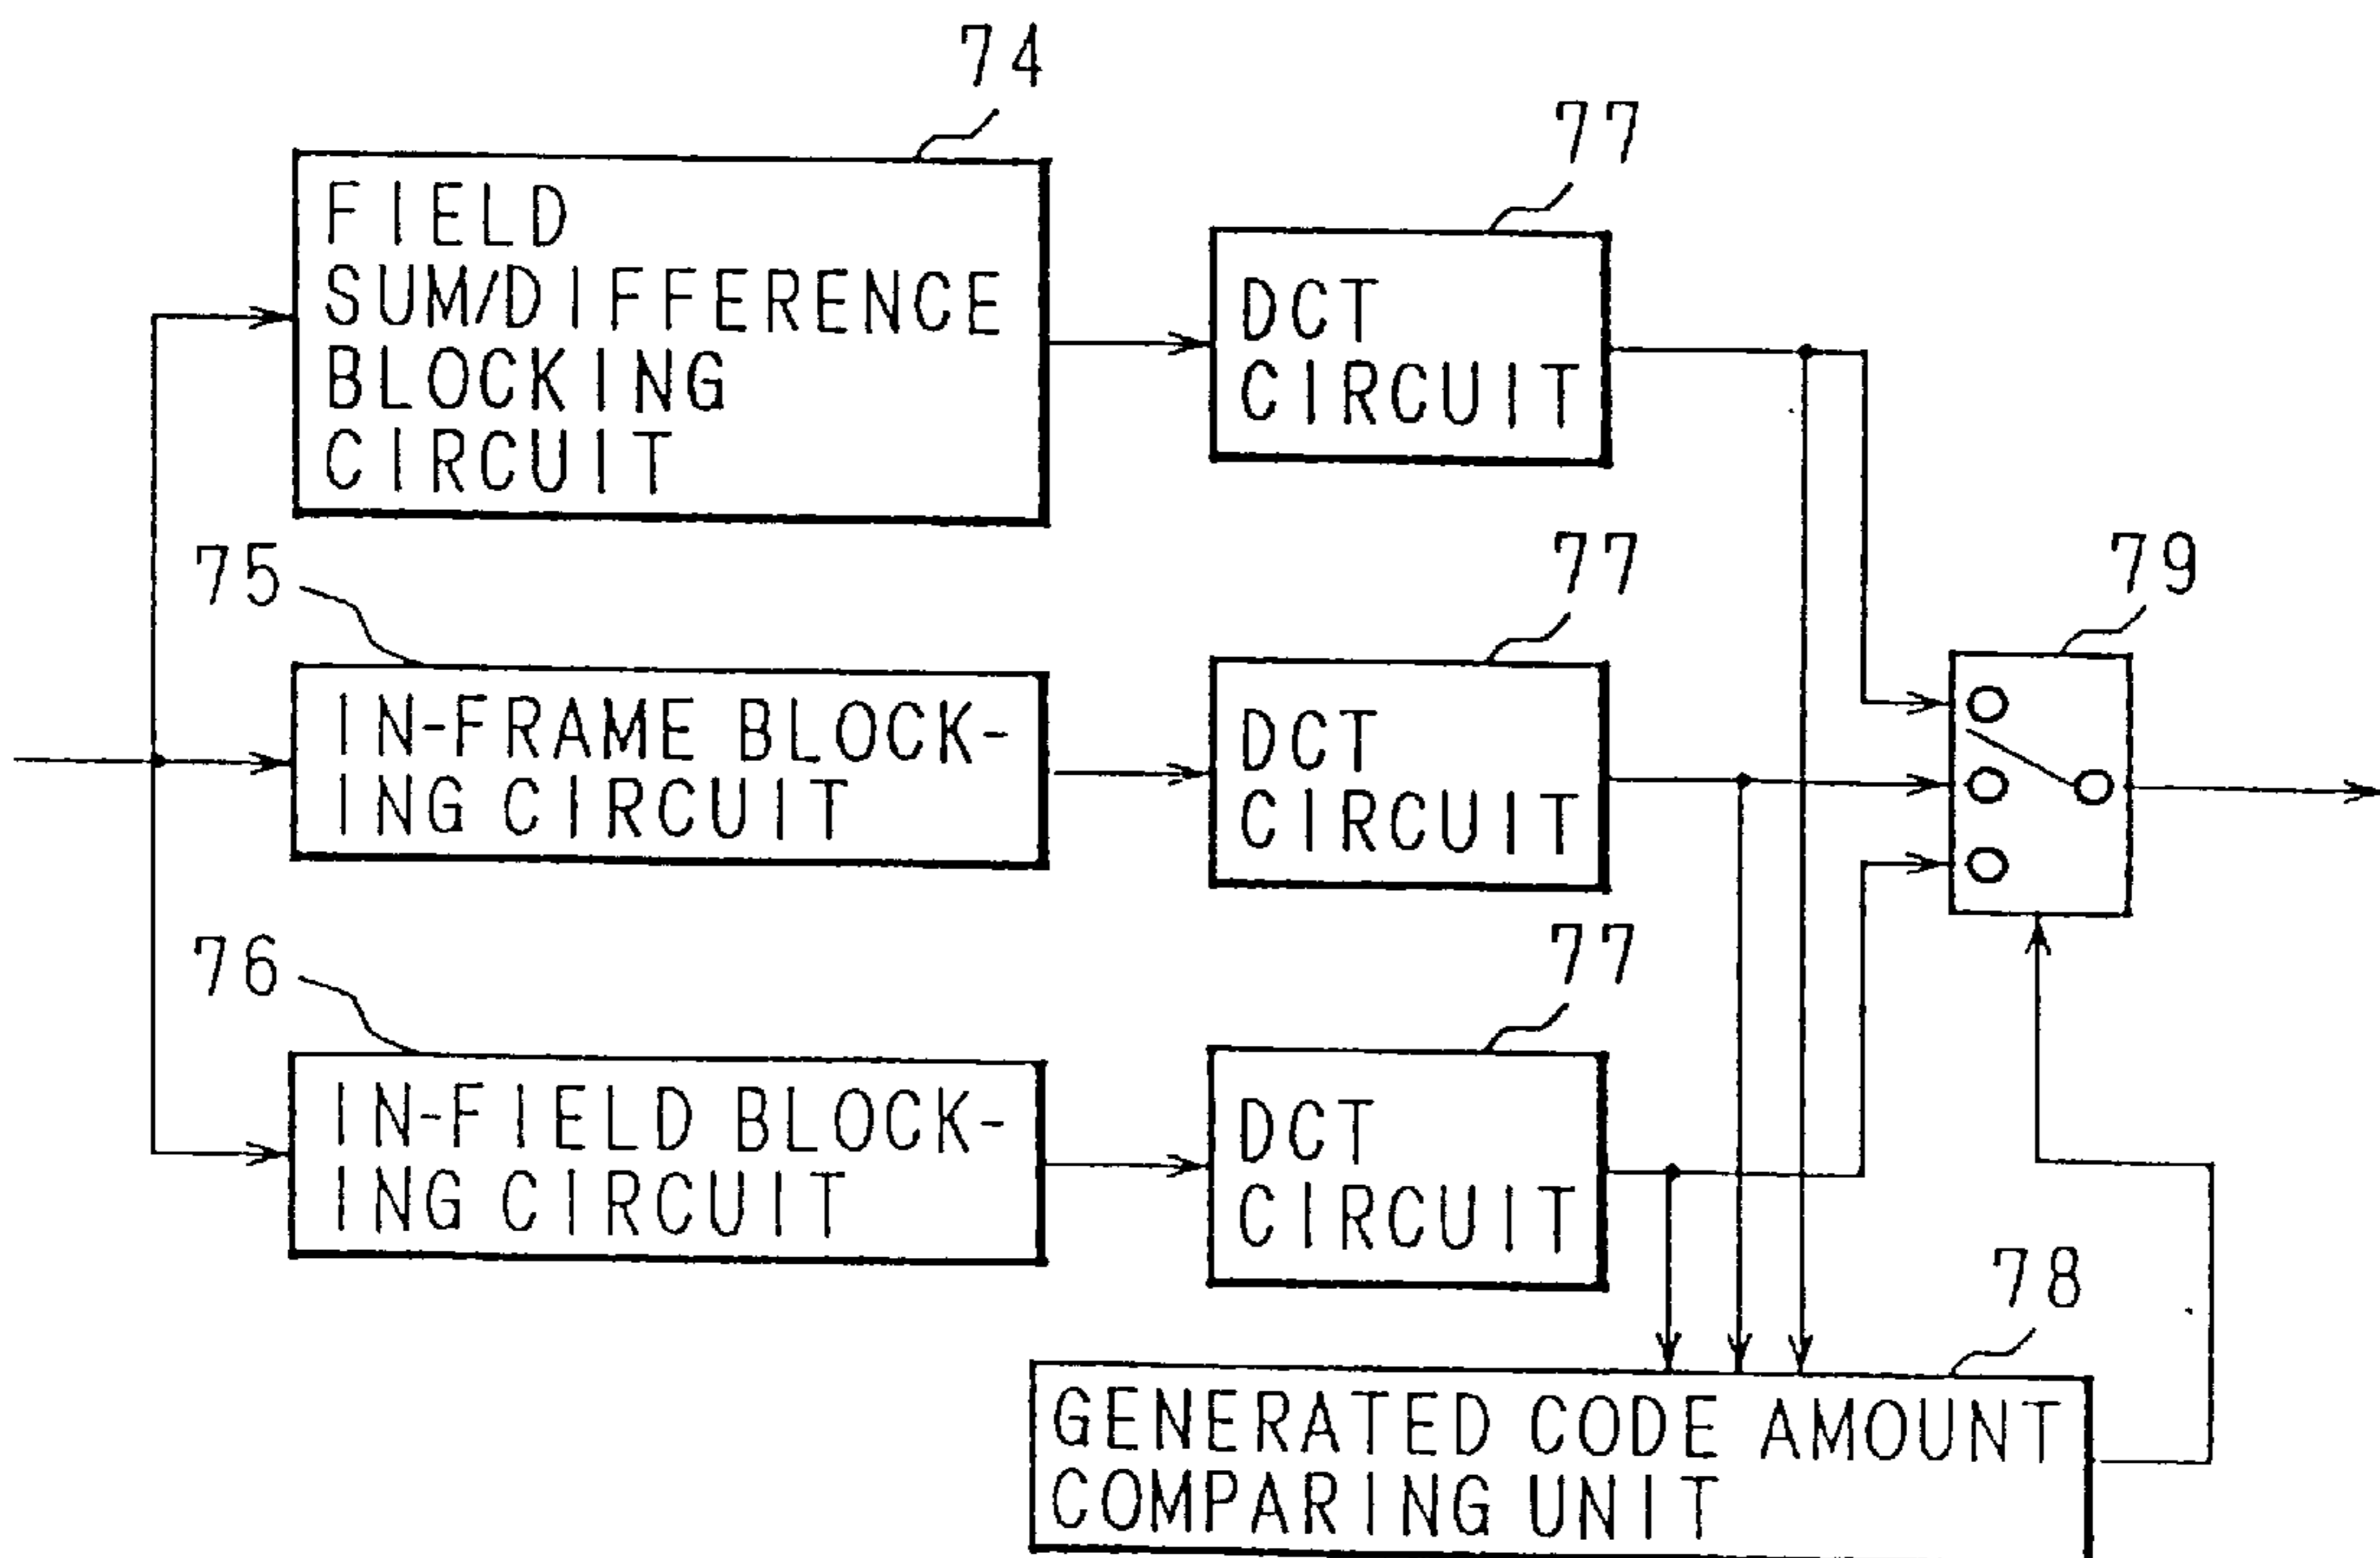 74
77
FIELD
SUM/DIFFERENCE
BLOCKING
CIRCUIT
DCT
CIRCUIT
75
77
79
IN-FRAME BLOCK-
ING CIRCUIT
DCT
CIRCUIT
76
77
IN-FIELD BLOCK-
ING CIRCUIT
DCT
CIRCUIT
78
GENERATED CODE AMOUNT
COMPARING UNIT